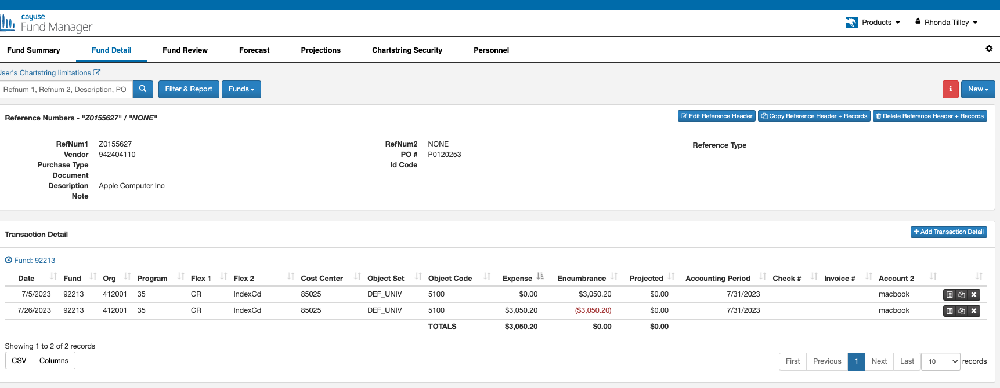 cayuse
Fund Manager
Products
Rhonda Tilley
Fund Summary Fund Detail Fund Review Forecast Projections Chartstring Security Personnel
User's Chartstring limitations
Refnum 1, Refnum 2, Description, PO
Filter & Report Funds
i New
Reference Numbers - "Z0155627" / "NONE"
Edit Reference Header Copy Reference Header + Records Delete Reference Header + Records
RefNum1 Z0155627 RefNum2 NONE Reference Type
Vendor 942404110 PO # P0120253
Purchase Type Id Code
Document
Description Apple Computer Inc
Note
Transaction Detail
+ Add Transaction Detail
Fund: 92213
Date Fund Org Program Flex 1 Flex 2 Cost Center Object Set Object Code Expense Encumbrance Projected Accounting Period Check # Invoice # Account 2
7/5/2023 92213 412001 35 CR IndexCd 85025 DEF_UNIV 5100 $0.00 $3,050.20 $0.00 7/31/2023 macbook
7/26/2023 92213 412001 35 CR IndexCd 85025 DEF_UNIV 5100 $3,050.20 ($3,050.20) $0.00 7/31/2023 macbook
TOTALS $3,050.20 $0.00 $0.00
Showing 1 to 2 of 2 records
CSV Columns
First Previous 1 Next Last 10 records